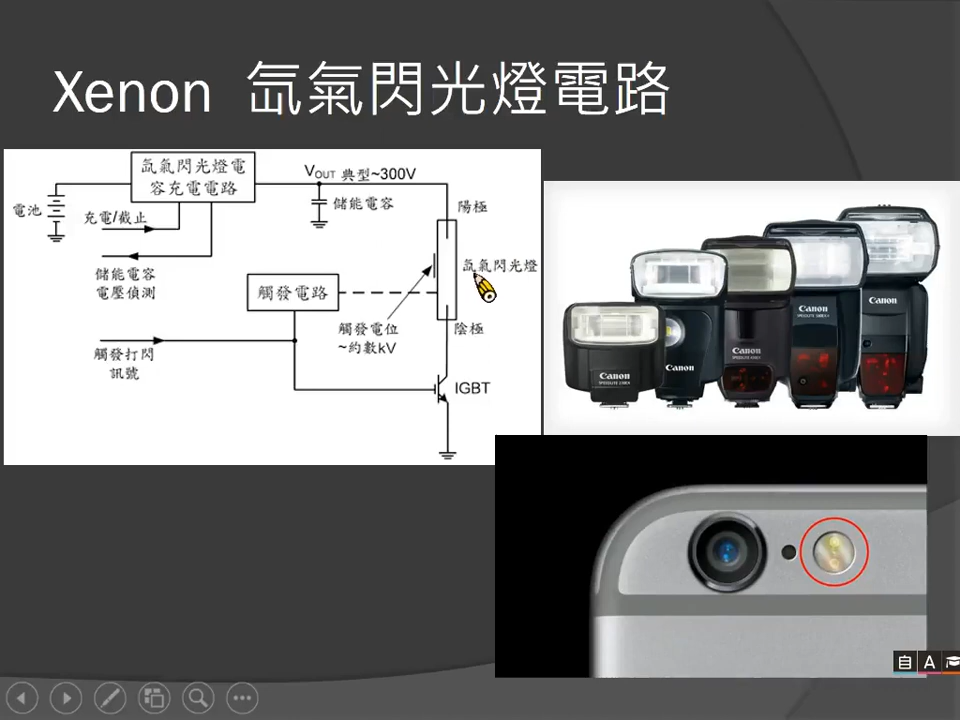 Xenon 氙氣閃光燈電路
氙氣閃光燈電
容充電電路
VOUT 典型~300V
電池
充電/截止
儲能電容
陽極
儲能電容
電壓偵測
氙氣閃光燈
觸發電路
觸發電位
~約數kV
陰極
觸發打閃
訊號
IGBT
Canon
Canon
Canon
Canon
Canon
自 A